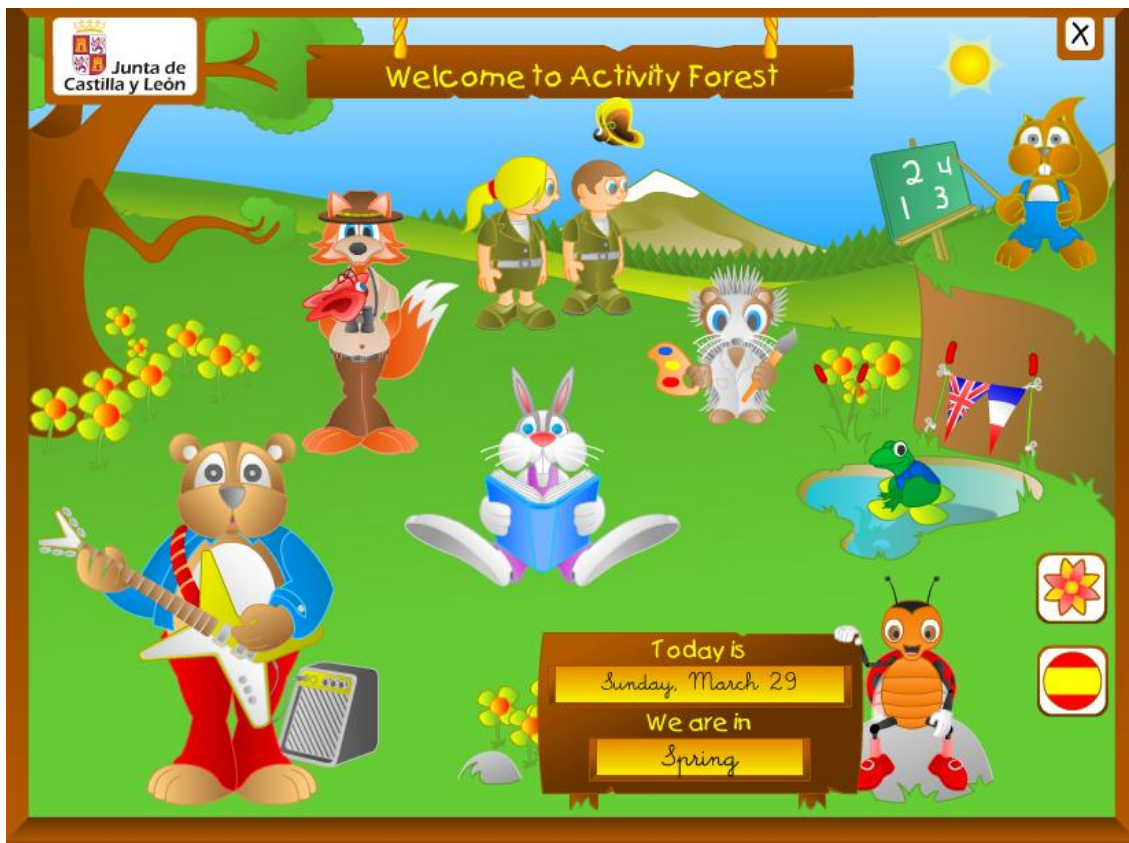 Junta de
Castilla y León
Welcome to Activity Forest
X
2 4
1 3
Today is
Sunday, March 29
We are in
Spring